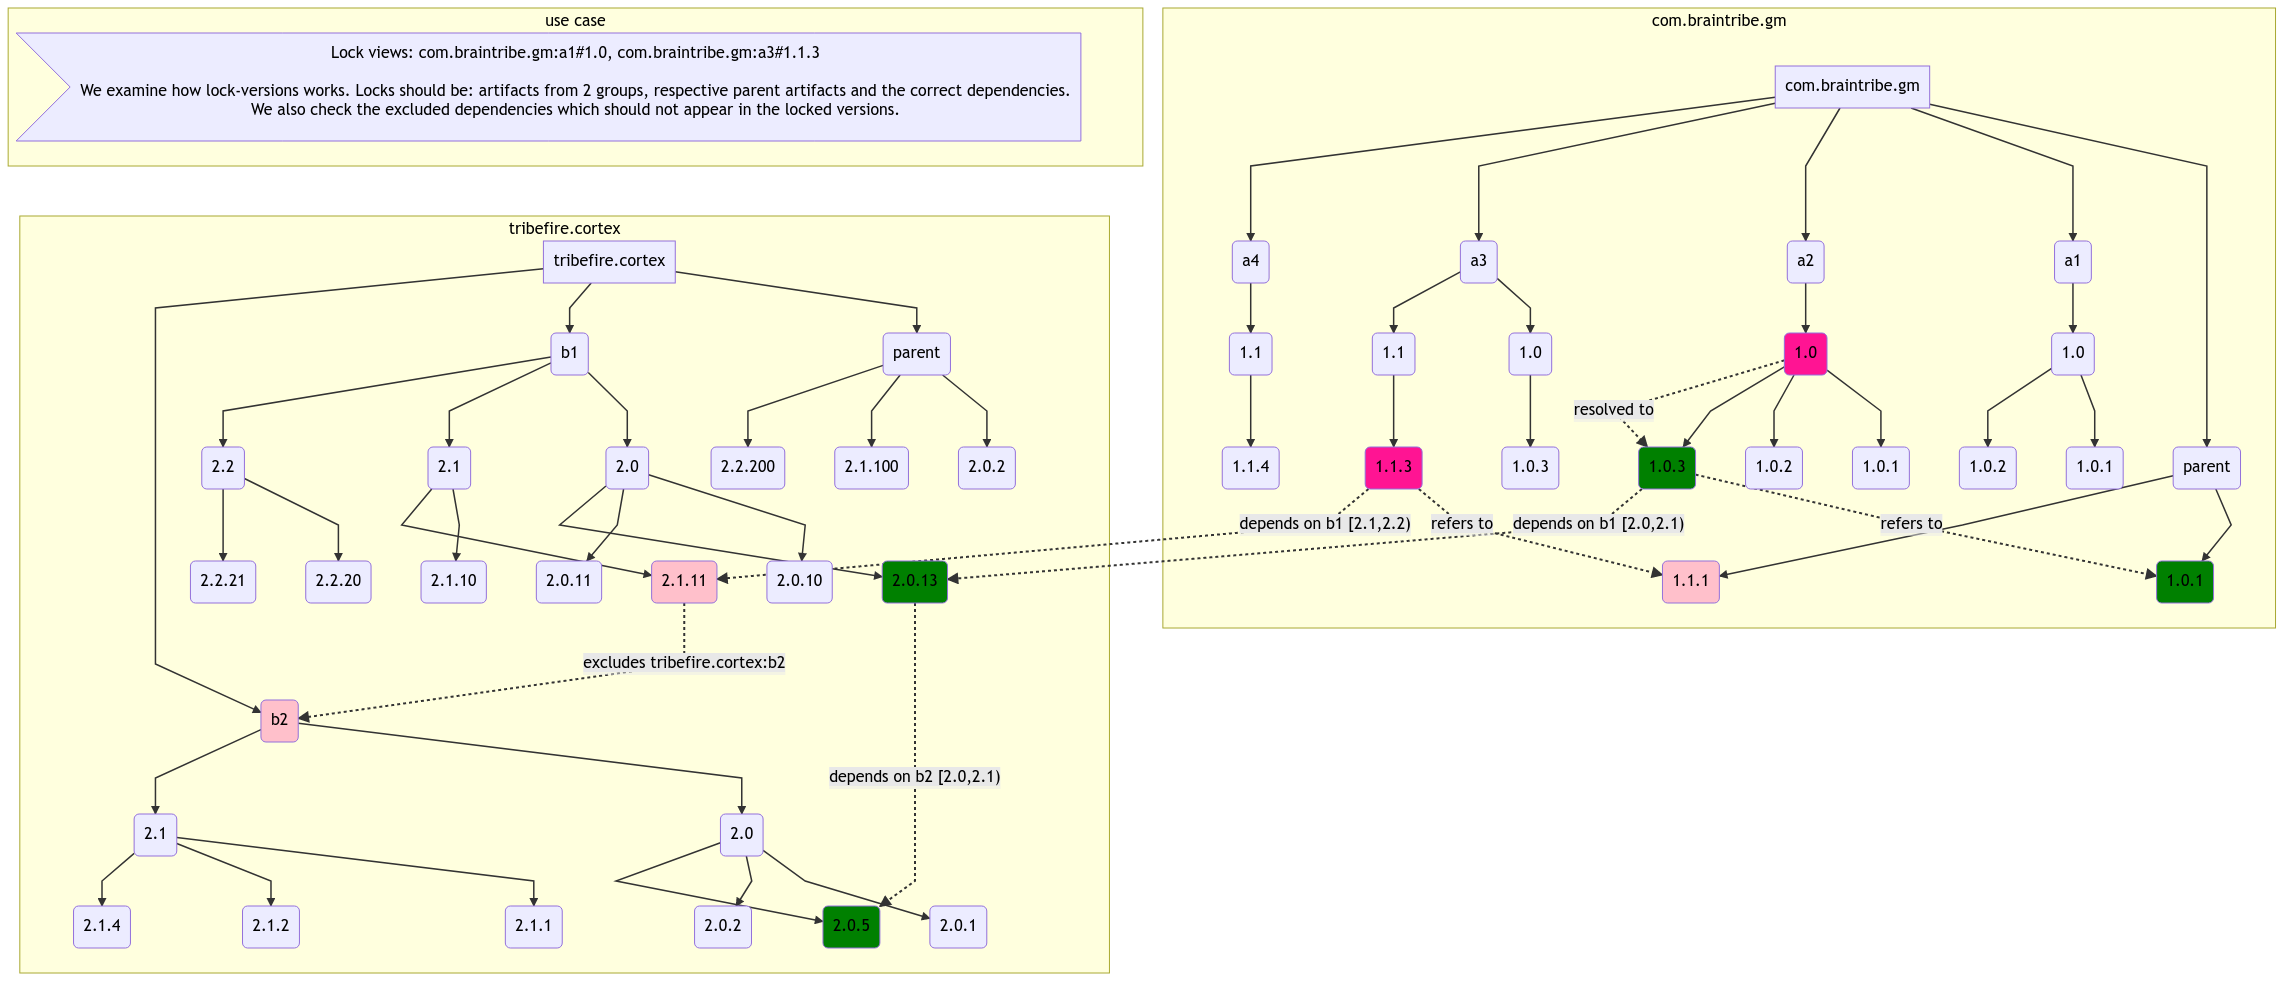 use case
Lock views: com.braintribe.gm:a1#1.0, com.braintribe.gm:a3#1.1.3
We examine how lock-versions works. Locks should be: artifacts from 2 groups, respective parent artifacts and the correct dependencies.
We also check the excluded dependencies which should not appear in the locked versions.
com.braintribe.gm
com.braintribe.gm
a4
a3
a2
a1
1.1
1.1
1.0
1.0
1.0
resolved to
1.1.4
1.1.3
1.0.3
1.0.3
1.0.2
1.0.1
1.0.2
1.0.1
parent
depends on b1 [2.1,2.2)
refers to
depends on b1 [2.0,2.1)
refers to
1.1.1
1.0.1
tribefire.cortex
tribefire.cortex
b1
parent
2.2
2.1
2.0
2.2.200
2.1.100
2.0.2
2.2.21
2.2.20
2.1.10
2.0.11
2.1.11
2.0.10
2.0.13
excludes tribefire.cortex:b2
b2
depends on b2 [2.0,2.1)
2.1
2.0
2.1.4
2.1.2
2.1.1
2.0.2
2.0.5
2.0.1